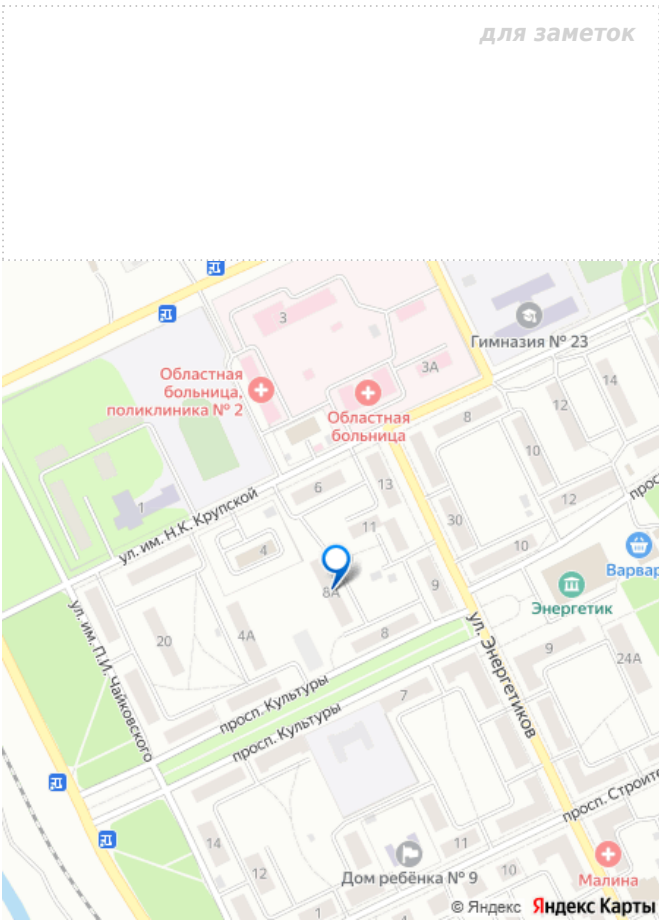 для заметок
3
Гимназия № 23
Областная
больница,
поликлиника № 2
3А
14
Областная
больница
12
8
10
6
13
12
1
ул. им. Н.К. Крупской
30
11
10
4
Варвар
8А
9
Энергетик
ул. им. П.И. Чайковского
20
4А
8
ул. Энергетиков
9
24А
просп. Культуры
7
просп. Культуры
просп. Строите
14
11
12
Дом ребёнка № 9
10
Малина
1
© Яндекс Яндекс Карты